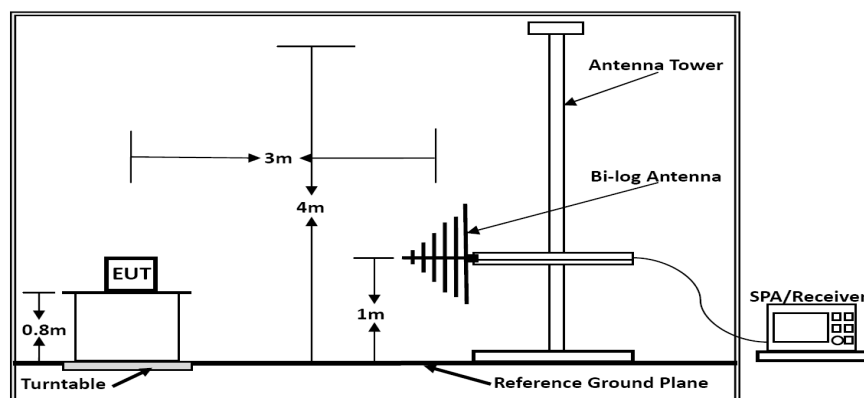 Antenna Tower
3m
Bi-log Antenna
4m
EUT
1m
0.8m
SPA/Receiver
Turntable
Reference Ground Plane